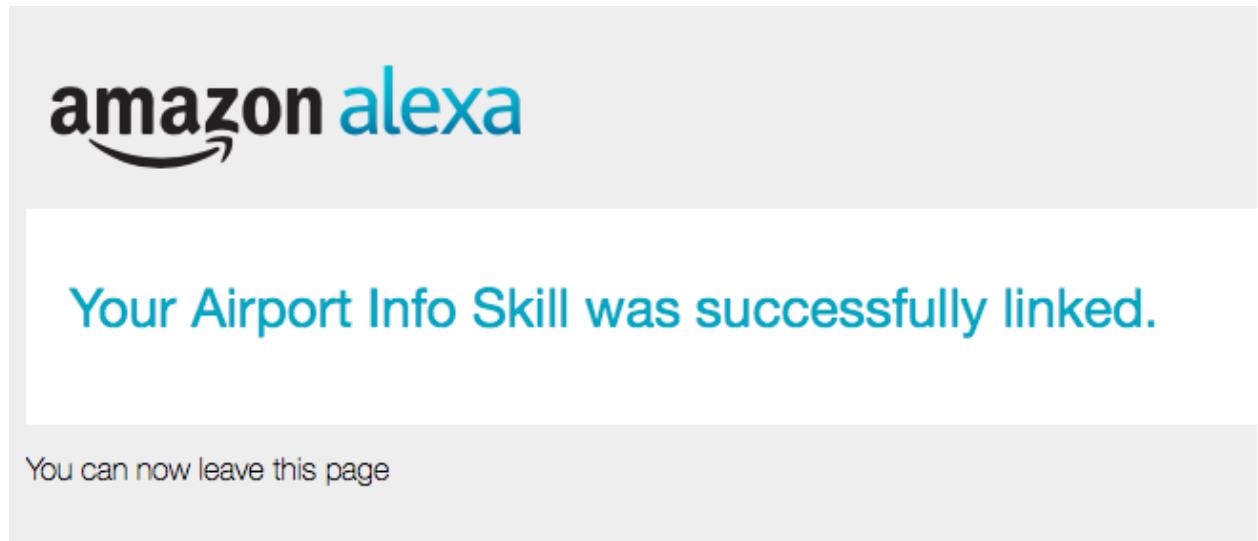 amazon alexa
Your Airport Info Skill was successfully linked.
You can now leave this page